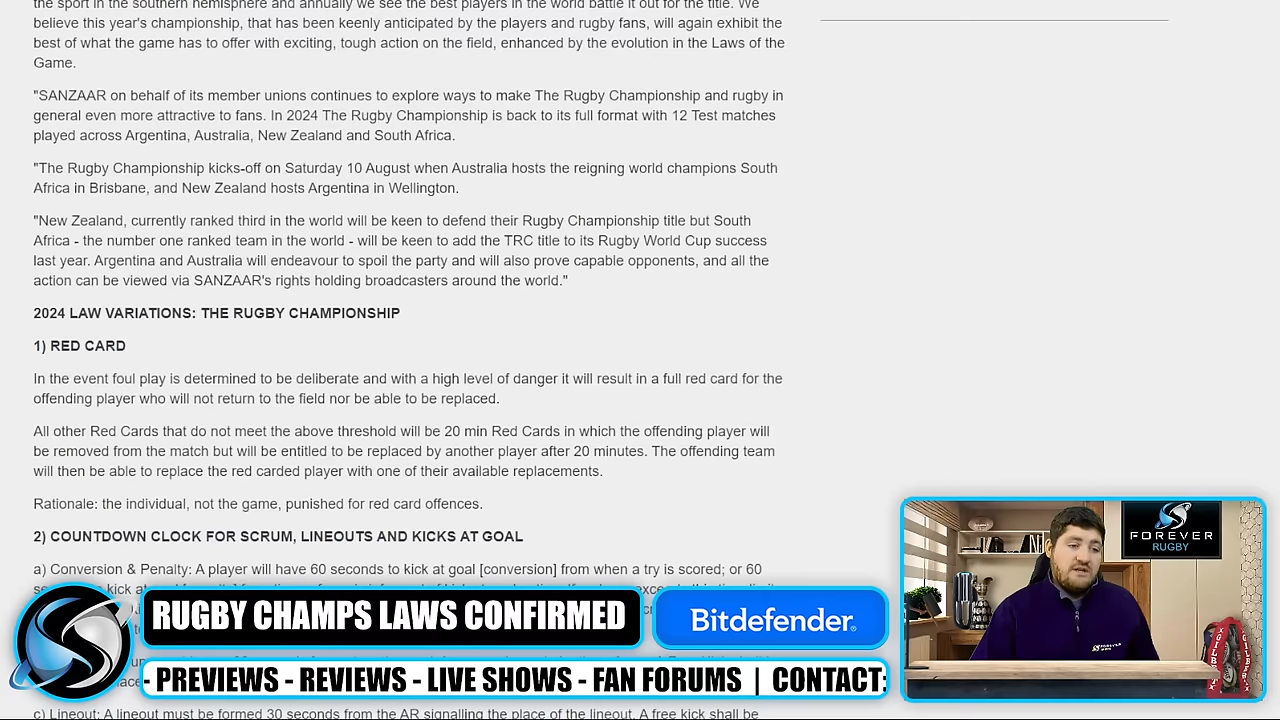 the sport in the southern hemisphere and annually we see the best players in the world battle it out for the title. We
believe this year's championship, that has been keenly anticipated by the players and rugby fans, will again exhibit the
best of what the game has to offer with exciting, tough action on the field, enhanced by the evolution in the Laws of the
Game.
"SANZAAR on behalf of its member unions continues to explore ways to make The Rugby Championship and rugby in
general even more attractive to fans. In 2024 The Rugby Championship is back to its full format with 12 Test matches
played across Argentina, Australia, New Zealand and South Africa.
"The Rugby Championship kicks-off on Saturday 10 August when Australia hosts the reigning world champions South
Africa in Brisbane, and New Zealand hosts Argentina in Wellington.
"New Zealand, currently ranked third in the world will be keen to defend their Rugby Championship title but South
Africa - the number one ranked team in the world - will be keen to add the TRC title to its Rugby World Cup success
last year. Argentina and Australia will endeavour to spoil the party and will also prove capable opponents, and all the
action can be viewed via SANZAAR's rights holding broadcasters around the world."
2024 LAW VARIATIONS: THE RUGBY CHAMPIONSHIP
1) RED CARD
In the event foul play is determined to be deliberate and with a high level of danger it will result in a full red card for the
offending player who will not return to the field nor be able to be replaced.
All other Red Cards that do not meet the above threshold will be 20 min Red Cards in which the offending player will
be removed from the match but will be entitled to be replaced by another player after 20 minutes. The offending team
will then be able to replace the red carded player with one of their available replacements.
Rationale: the individual, not the game, punished for red card offences.
2) COUNTDOWN CLOCK FOR SCRUM, LINEOUTS AND KICKS AT GOAL
a) Conversion & Penalty: A player will have 60 seconds to kick at goal [conversion] from when a try is scored; or 60
kick
c) Lineout: A lineout must be formed 30 seconds from the AR signalling the place of the lineout. A free kick shall be
RUGBY CHAMPS LAWS CONFIRMED
Bitdefender®
- PREVIEWS - REVIEWS - LIVE SHOWS - FAN FORUMS | CONTACT:
FOREVER
RUGBY
GILBERT